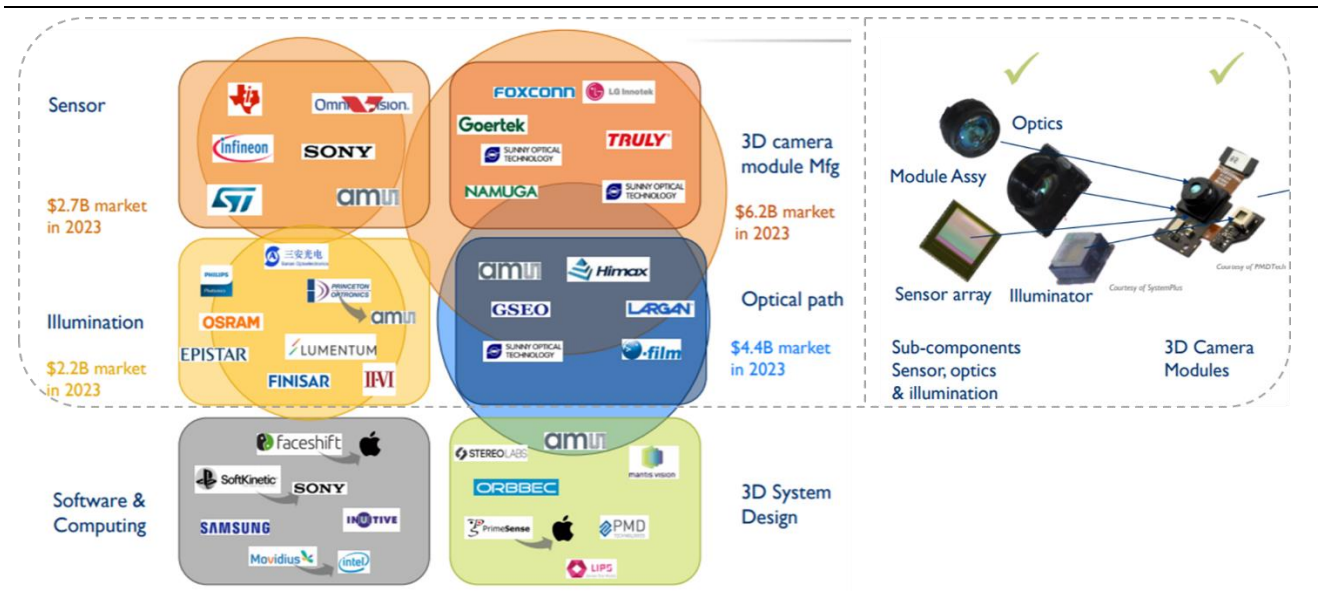 Sensor
$2.7B market
in 2023
OmniVision.
infineon
SONY
ST
amu
FOXCONN
LG Innotek
Goertek
SUNNY OPTICAL
TECHNOLOGY
TRULY
NAMUGA
SUNNY OPTICAL
TECHNOLOGY
3D camera
module Mfg
$6.2B market
in 2023
Illumination
$2.2B market
in 2023
三安光电
PHILIPS
PRINCETON
OPTRONICS
amu
OSRAM
EPISTAR
LUMENTUM
FINISAR
II-VI
amu
Himax
GSEO
LARGAN
SUNNY OPTICAL
TECHNOLOGY
O-film
Optical path
$4.4B market
in 2023
Software &
Computing
faceshift
SoftKinetic
SONY
SAMSUNG
INUITIVE
Movidius
intel
amu
STEREOLABS
mantis vision
ORBBEC
PrimeSense
PMD
LIPS
3D System
Design
Optics
Module Assy
Sensor array
Illuminator
Courtesy of PMDTech
Courtesy of SystemPlus
Sub-components
Sensor, optics
& illumination
3D Camera
Modules